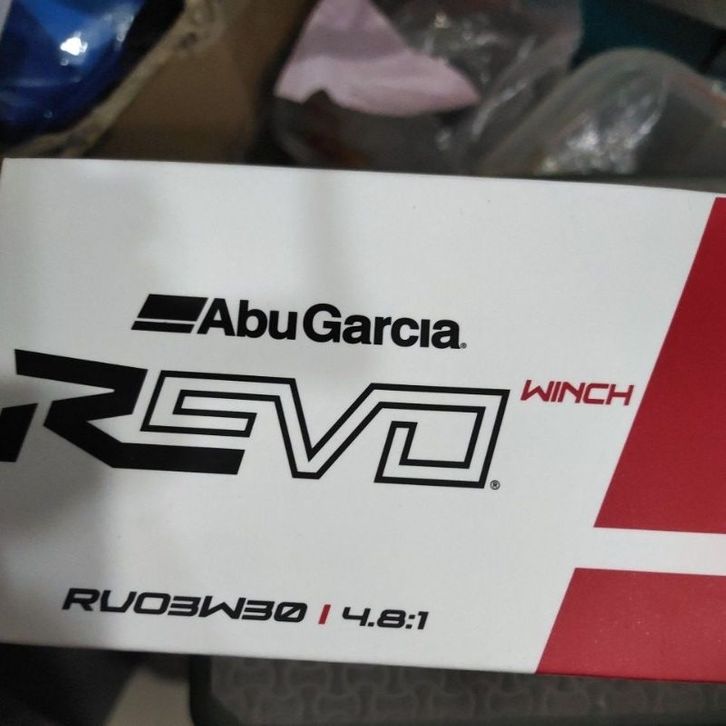 AbuGarcia
REVO WINCH
RVO3W30 | 4.8:1